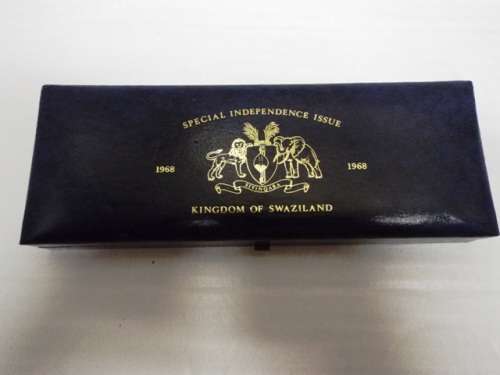 SPECIAL INDEPENDENCE ISSUE
1968
1968
SIYINQABA
KINGDOM OF SWAZILAND